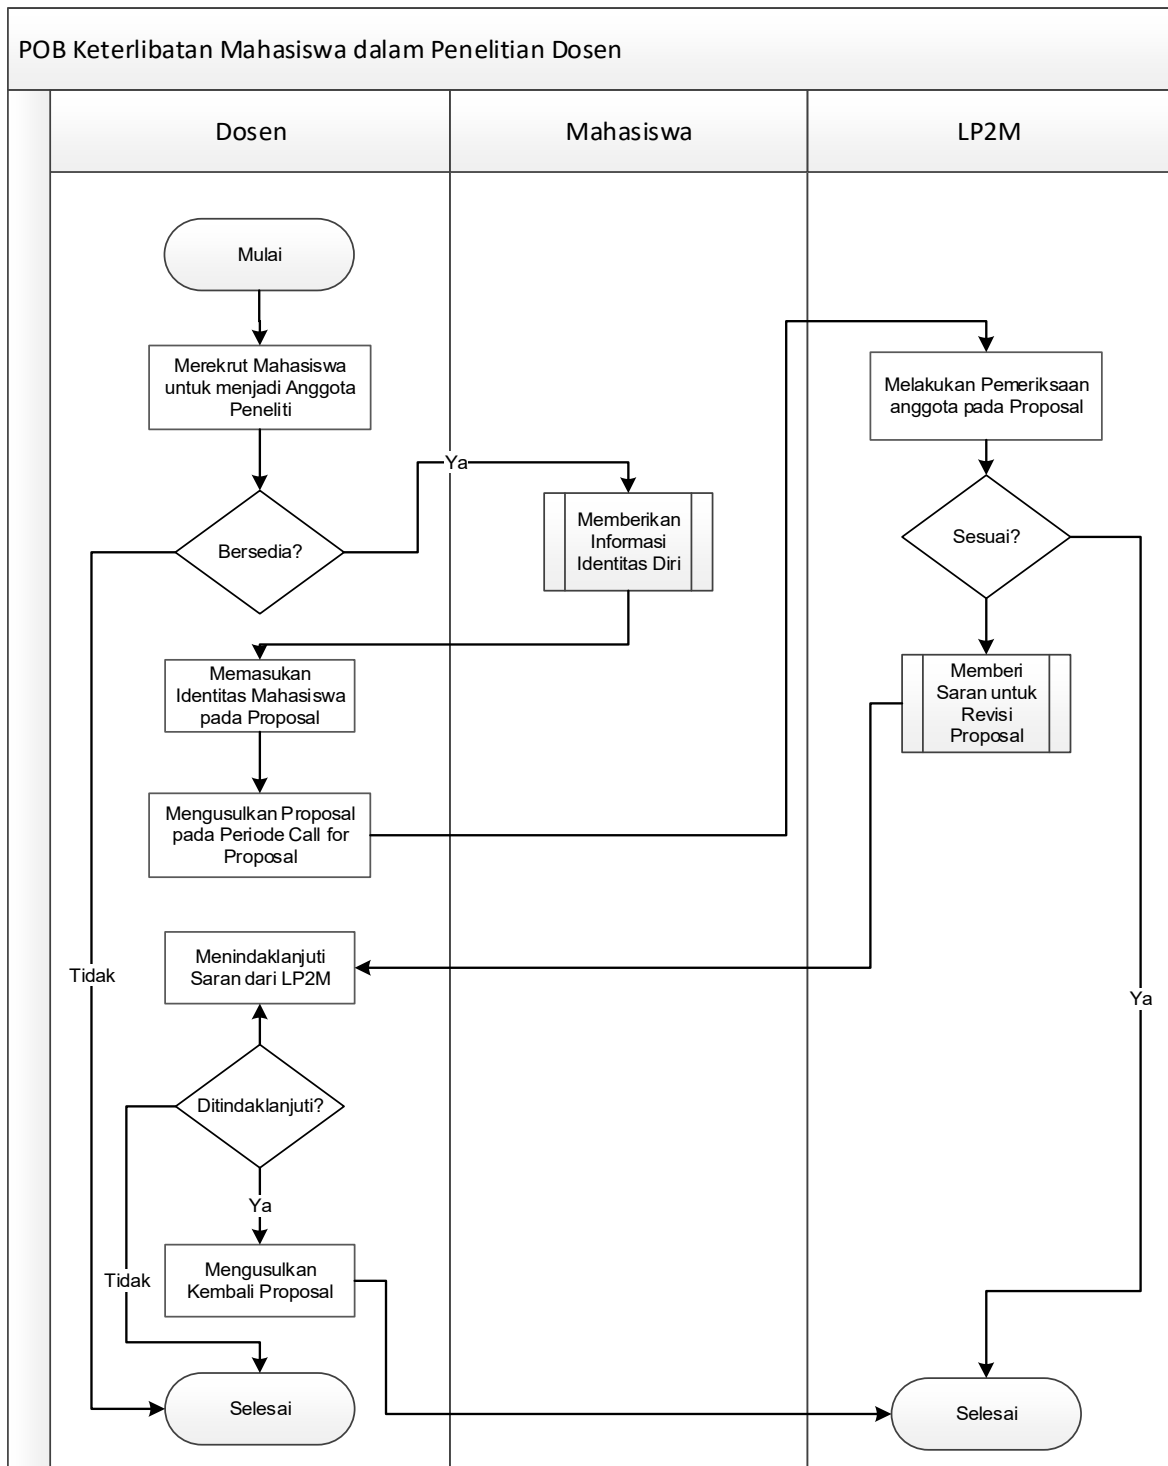 POB Keterlibatan Mahasiswa dalam Penelitian Dosen
Dosen
Mahasiswa
LP2M
Mulai
Merekrut Mahasiswa
untuk menjadi Anggota
Peneliti
Bersedia?
Ya
Memberikan
Informasi
Identitas Diri
Memasukan
Identitas Mahasiswa
pada Proposal
Mengusulkan Proposal
pada Periode Call for
Proposal
Melakukan Pemeriksaan
anggota pada Proposal
Sesuai?
Memberi
Saran untuk
Revisi
Proposal
Menindaklanjuti
Saran dari LP2M
Tidak
Ya
Ditindaklanjuti?
Ya
Tidak
Mengusulkan
Kembali Proposal
Selesai
Selesai